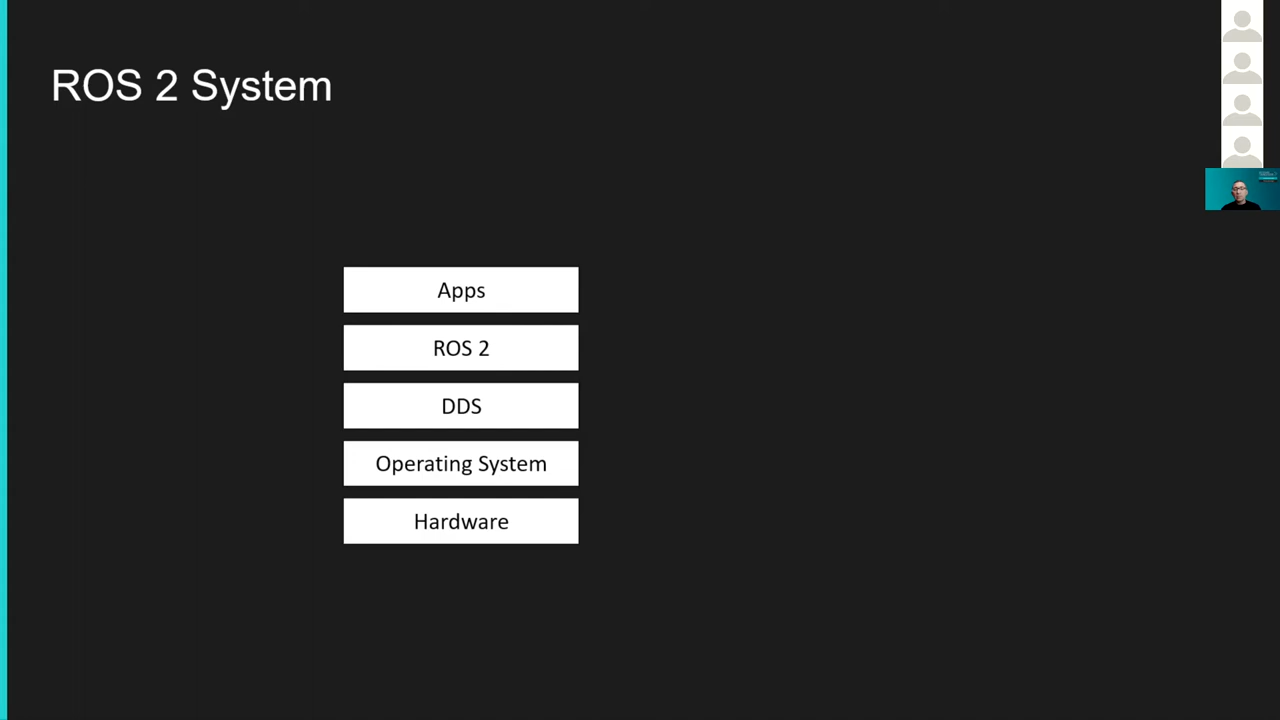 ROS 2 System
Apps
ROS 2
DDS
Operating System
Hardware